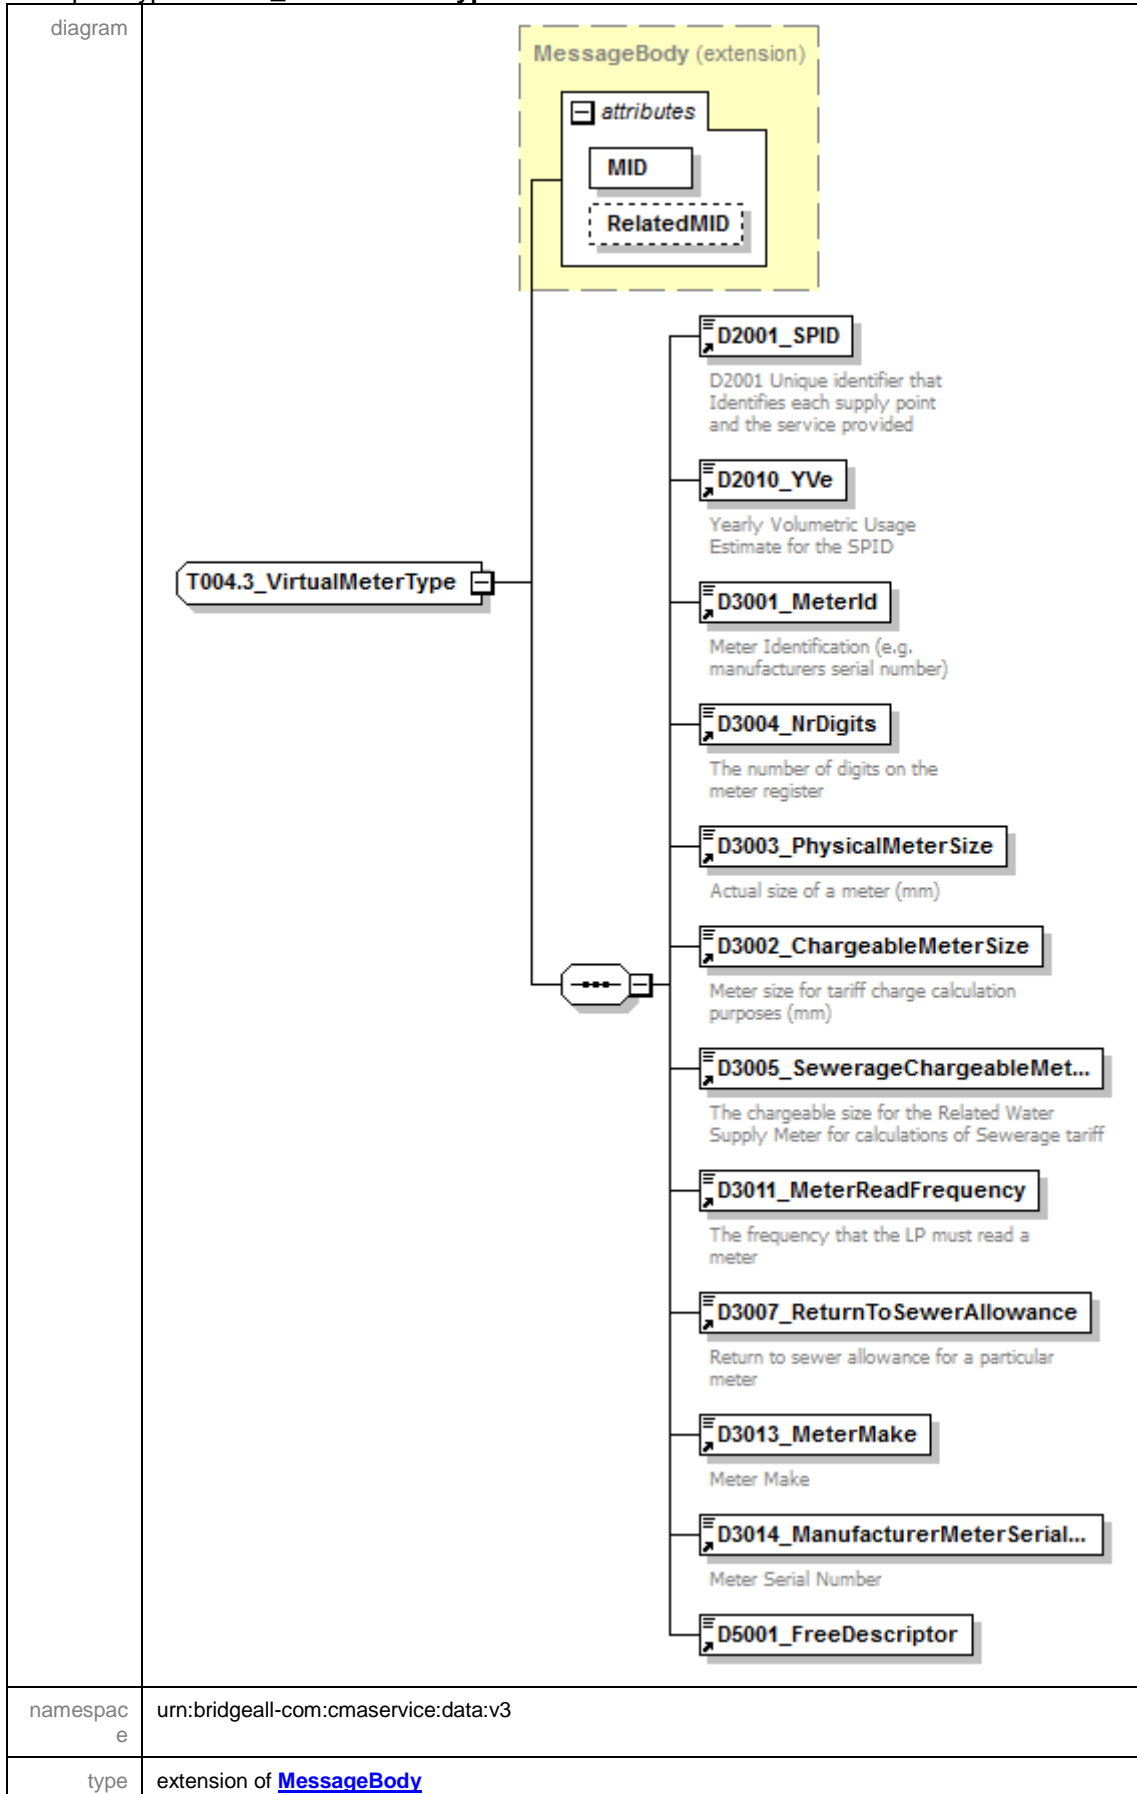 diagram
MessageBody (extension)
attributes
MID
RelatedMID
T004.3_VirtualMeterType
D2001_SPID
D2001 Unique identifier that
Identifies each supply point
and the service provided
D2010_YVe
Yearly Volumetric Usage
Estimate for the SPID
D3001_MeterId
Meter Identification (e.g.
manufacturers serial number)
D3004_NrDigits
The number of digits on the
meter register
D3003_PhysicalMeterSize
Actual size of a meter (mm)
D3002_ChargeableMeterSize
Meter size for tariff charge calculation
purposes (mm)
D3005_SewerageChargeableMet...
The chargeable size for the Related Water
Supply Meter for calculations of Sewerage tariff
D3011_MeterReadFrequency
The frequency that the LP must read a
meter
D3007_ReturnToSewerAllowance
Return to sewer allowance for a particular
meter
D3013_MeterMake
Meter Make
D3014_ManufacturerMeterSerial...
Meter Serial Number
D5001_FreeDescriptor
namespac
e
urn:bridgeall-com:cmaservice:data:v3
type
extension of MessageBody